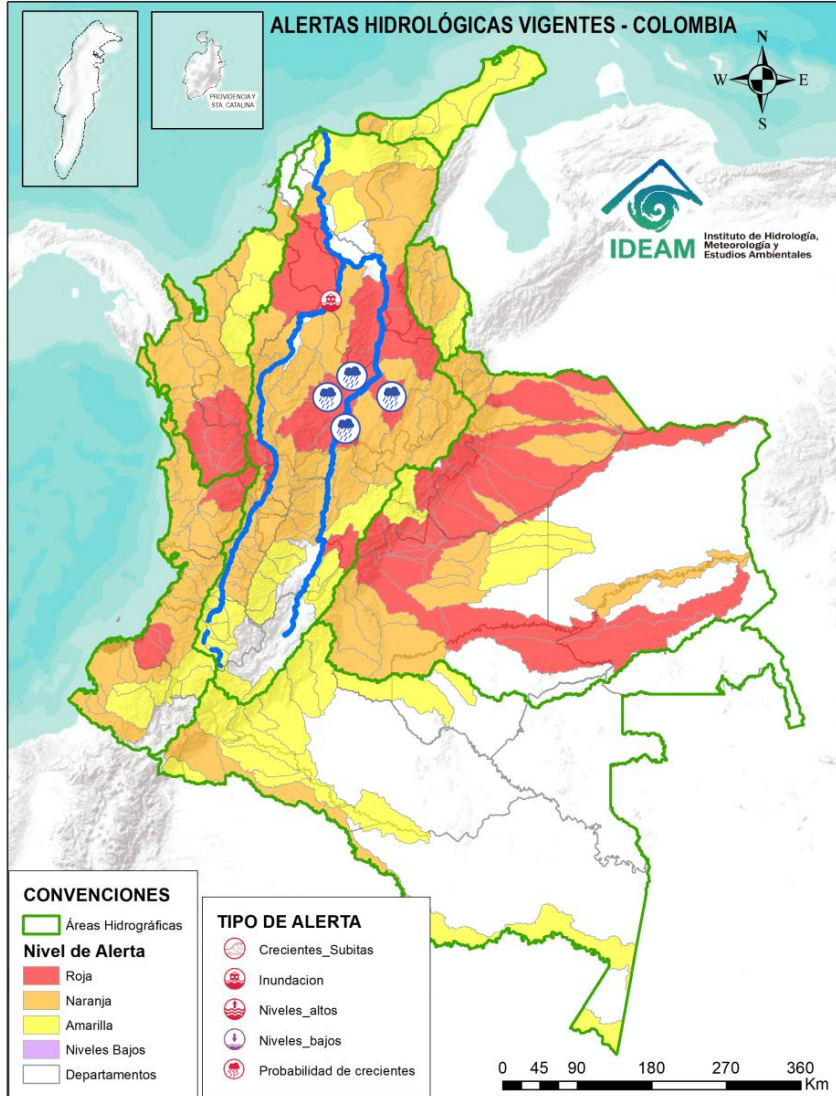 ALERTAS HIDROLÓGICAS VIGENTES - COLOMBIA
PROVIDENCIA Y
STA. CATALINA
N
W
E
S
IDEAM
Instituto de Hidrología,
Meteorología y
Estudios Ambientales
CONVENCIONES
Áreas Hidrográficas
Nivel de Alerta
Roja
Naranja
Amarilla
Niveles Bajos
Departamentos
TIPO DE ALERTA
Crecientes_Subitas
Inundacion
Niveles_altos
Niveles_bajos
Probabilidad de crecientes
0 45 90 180 270 360
Km